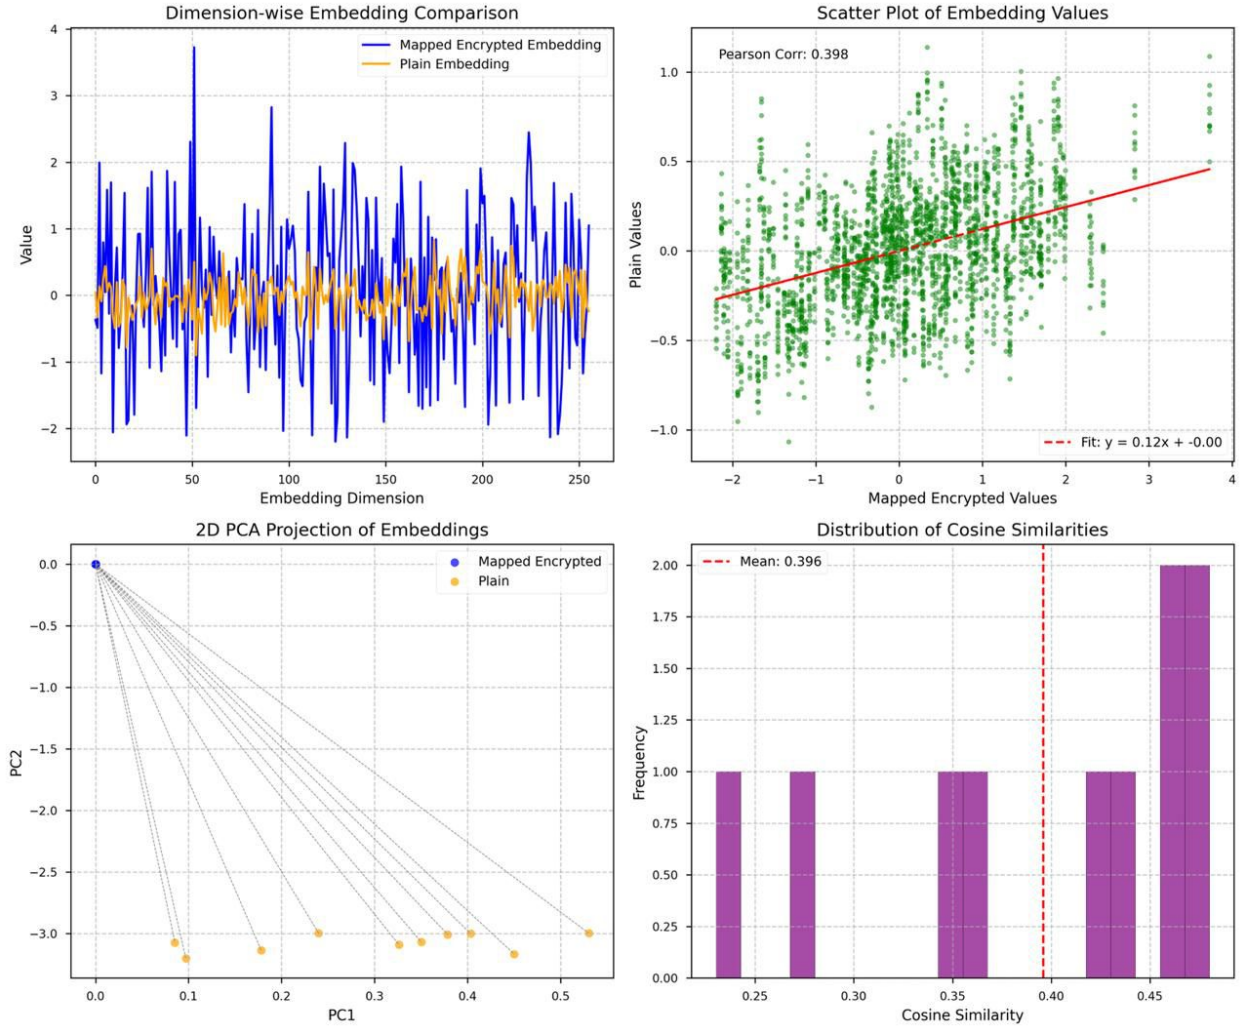 Dimension-wise Embedding Comparison
Mapped Encrypted Embedding
Plain Embedding
4
3
2
1
0
−1
−2
Value
0 50 100 150 200 250
Embedding Dimension
Scatter Plot of Embedding Values
Pearson Corr: 0.398
1.0
0.5
0.0
−0.5
−1.0
Plain Values
Fit: y = 0.12x + -0.00
−2 −1 0 1 2 3 4
Mapped Encrypted Values
2D PCA Projection of Embeddings
Mapped Encrypted
Plain
0.0
−0.5
−1.0
−1.5
−2.0
−2.5
−3.0
PC2
0.0 0.1 0.2 0.3 0.4 0.5
PC1
Distribution of Cosine Similarities
Mean: 0.396
2.00
1.75
1.50
1.25
1.00
0.75
0.50
0.25
0.00
Frequency
0.25 0.30 0.35 0.40 0.45
Cosine Similarity